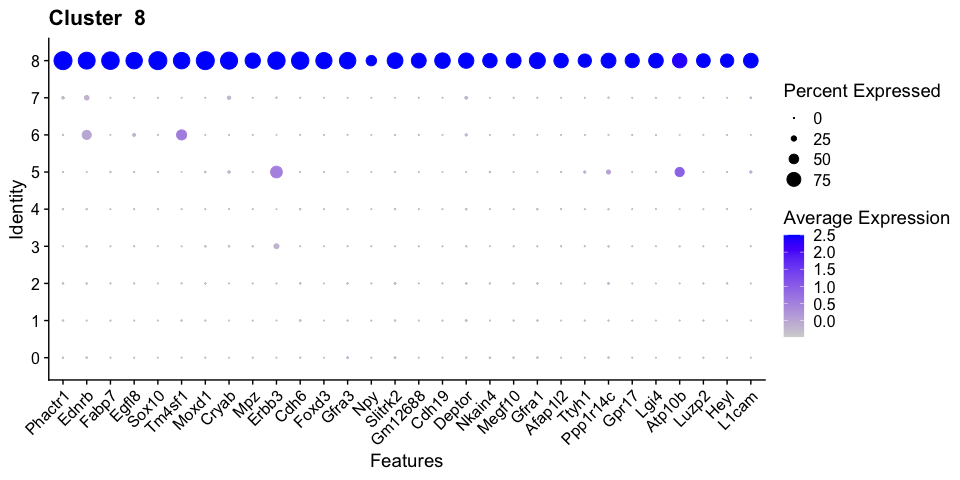 Cluster  8
Identity
8
7
6
5
4
3
2
1
0
Phactr1
Ednrb
Fabp7
Egfl8
Sox10
Tm4sf1
Moxd1
Cryab
Mpz
Erbb3
Cdh6
Foxd3
Gfra3
Npy
Slitrk2
Gm12688
Cdh19
Deptor
Nkain4
Megf10
Gfra1
Afap1l2
Ttyh1
Ppp1r14c
Gpr17
Lgi4
Atp10b
Luzp2
Heyl
L1cam
Features
Percent Expressed
0
25
50
75
Average Expression
2.5
2.0
1.5
1.0
0.5
0.0